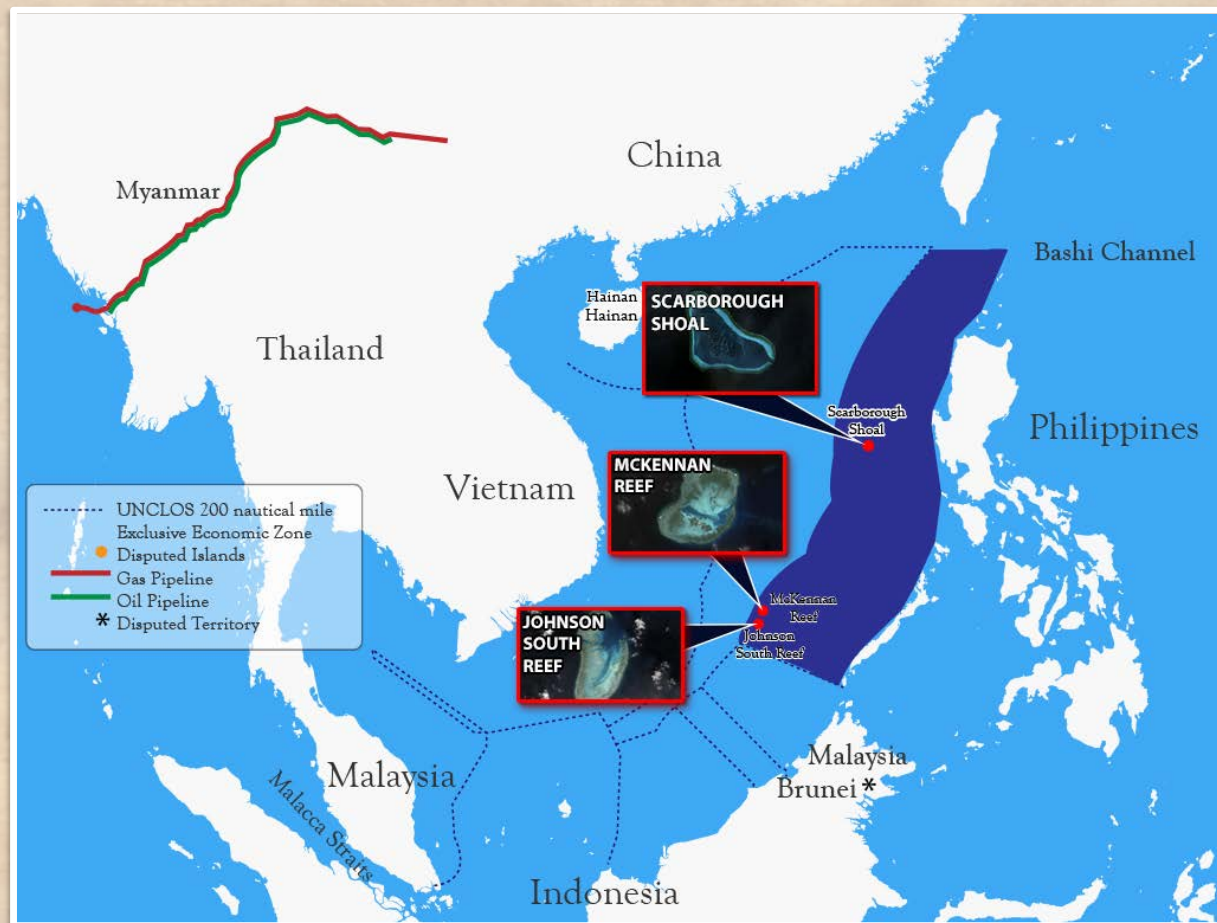 China
Myanmar
Bashi Channel
Hainan
Hainan
SCARBOROUGH
SHOAL
Thailand
Scarborough
Shoal
Philippines
MCKENNAN
REEF
Vietnam
UNCLOS 200 nautical mile
Exclusive Economic Zone
Disputed Islands
Gas Pipeline
Oil Pipeline
* Disputed Territory
McKennan
Reef
JOHNSON
SOUTH
REEF
Johnson
South Reef
Malaysia
Malaysia
Brunei *
Malacca Straits
Indonesia